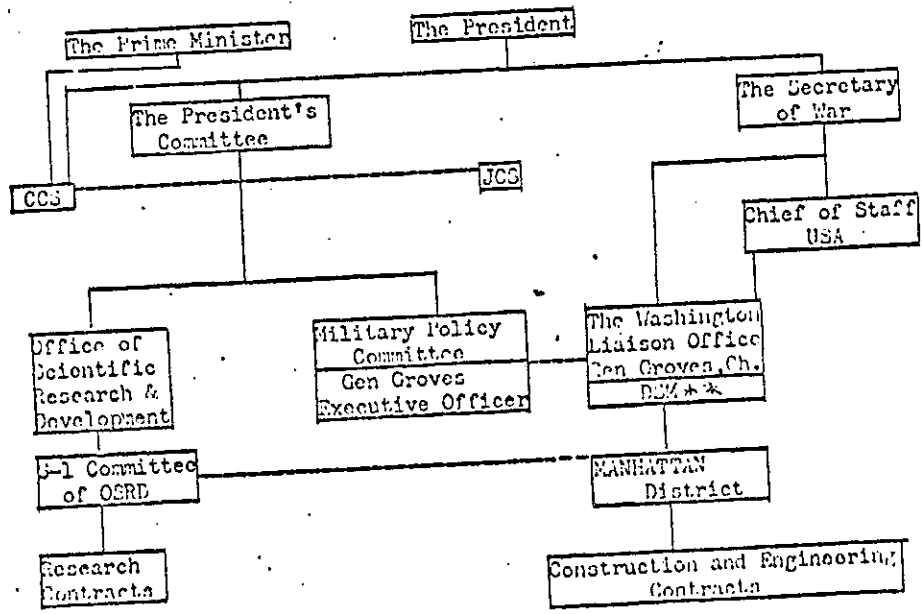 The Prime Minister
The President
The President's
Committee
The Secretary
of War
CCS
JCS
Chief of Staff
USA
Office of
Scientific
Research &
Development
Military Policy
Committee
Gen Groves
Executive Officer
The Washington
Liaison Office
Gen Groves, Ch.
DSM**
S-1 Committee
of OSRD
MANHATTAN
District
Research
Contracts
Construction and Engineering
Contracts